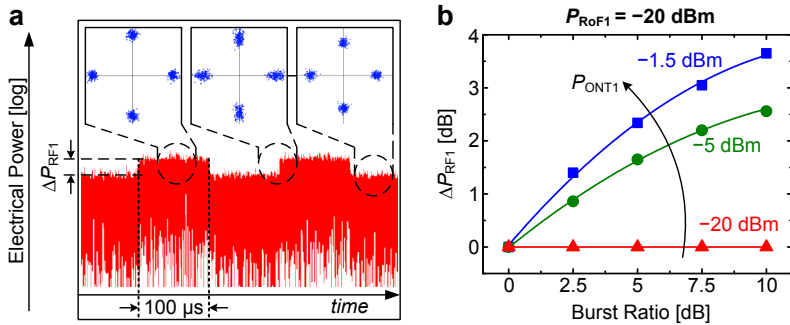 a
Electrical Power [log]
ΔP_RF1
100 µs
time
b
P_RoF1 = −20 dBm
ΔP_RF1 [dB]
4
3
2
1
0
−1.5 dBm
P_ONT1
−5 dBm
−20 dBm
0 2.5 5 7.5 10
Burst Ratio [dB]